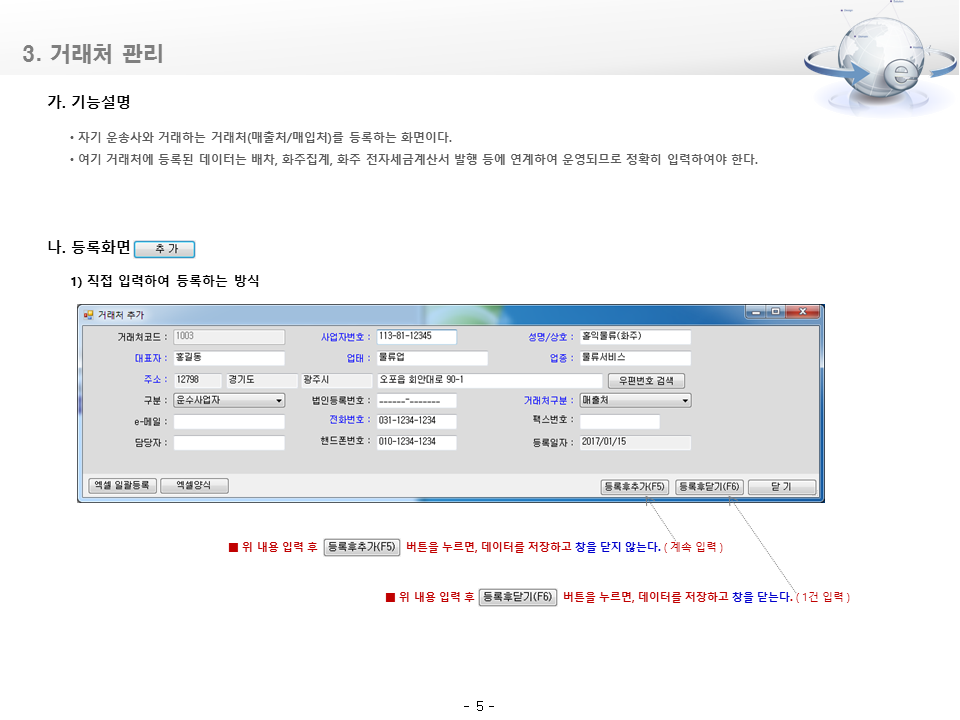 3. 거래처 관리
가. 기능설명
• 자기 운송사와 거래하는 거래처(매출처/매입처)를 등록하는 화면이다.
• 여기 거래처에 등록된 데이터는 배차, 화주집계, 화주 전자세금계산서 발행 등에 연계하여 운영되므로 정확히 입력하여야 한다.
나. 등록화면 추 가
1) 직접 입력하여 등록하는 방식
거래처 추가
거래처코드 : 1003 사업자번호 : 113-81-12345 성명/상호 : 홀익물류(화주)
대표자 : 홍길동 업태 : 물류업 업종 : 물류서비스
주소 : 12798 경기도 광주시 오포읍 회안대로 90-1 우편번호 검색
구분 : 운수사업자 법인등록번호 : ______-_______ 거래처구분 : 매출처
e-메일 : 전화번호 : 031-1234-1234 팩스번호 :
담당자 : 핸드폰번호 : 010-1234-1234 등록일자 : 2017/01/15
엑셀 일괄등록 엑셀양식 등록후추가(F5) 등록후닫기(F6) 닫 기
■ 위 내용 입력 후 등록후추가(F5) 버튼을 누르면, 데이터를 저장하고 창을 닫지 않는다. ( 계속 입력 )
■ 위 내용 입력 후 등록후닫기(F6) 버튼을 누르면, 데이터를 저장하고 창을 닫는다. ( 1건 입력 )
- 5 -